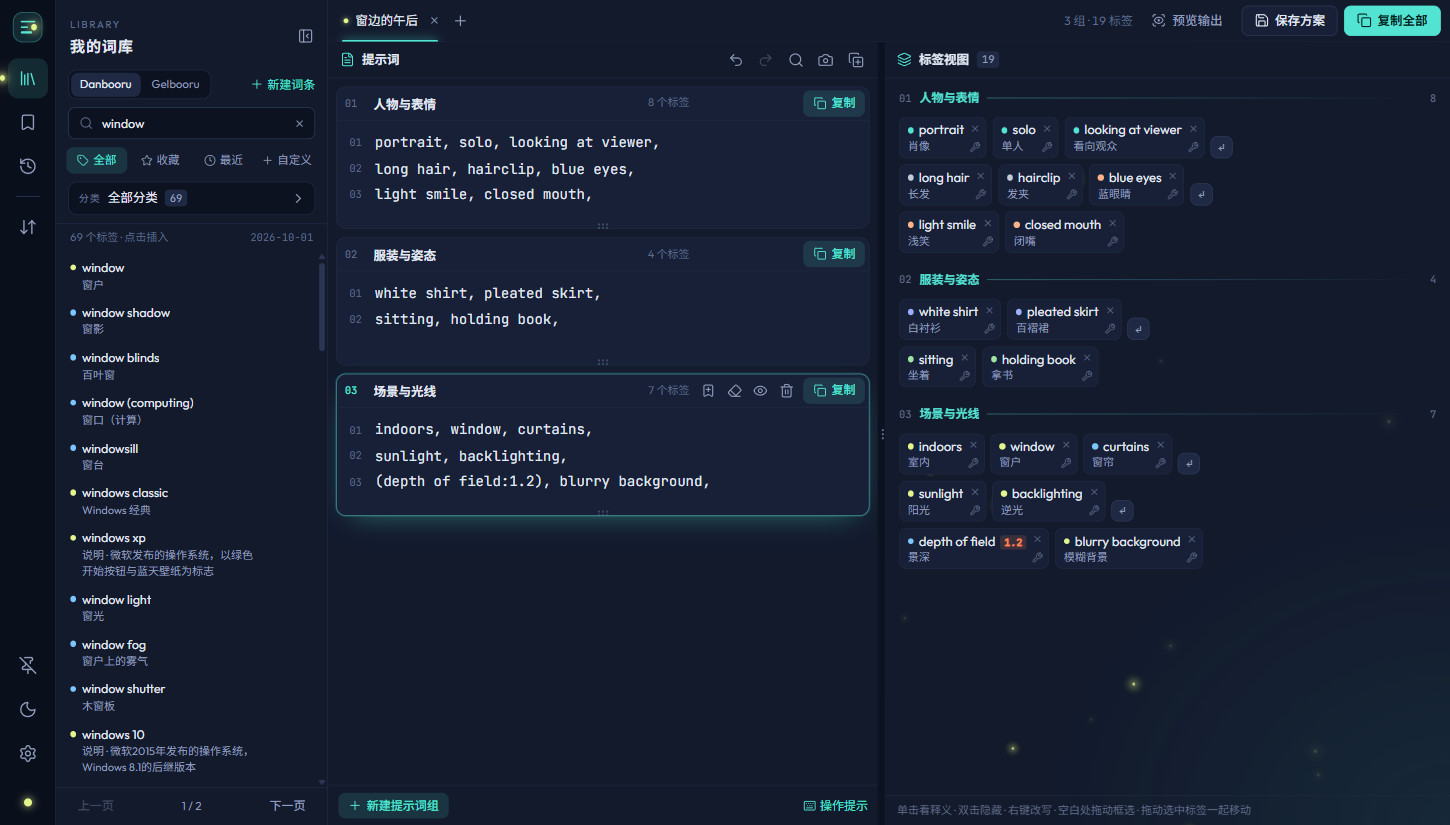 LIBRARY
我的词库
Danbooru Gelbooru + 新建词条
window
全部 收藏 最近 + 自定义
分类 全部分类 69
69 个标签·点击插入 2026-10-01
window
窗户
window shadow
窗影
window blinds
百叶窗
window (computing)
窗口（计算）
windowsill
窗台
windows classic
Windows 经典
windows xp
说明·微软发布的操作系统，以绿色
开始按钮与蓝天壁纸为标志
window light
窗光
window fog
窗户上的雾气
window shutter
木窗板
windows 10
说明·微软2015年发布的操作系统，
Windows 8.1的后继版本
上一页 1 / 2 下一页
窗边的午后
3 组·19 标签 预览输出 保存方案 复制全部
提示词
01 人物与表情 8 个标签 复制
01 portrait, solo, looking at viewer,
02 long hair, hairclip, blue eyes,
03 light smile, closed mouth,
02 服装与姿态 4 个标签 复制
01 white shirt, pleated skirt,
02 sitting, holding book,
03 场景与光线 7 个标签 复制
01 indoors, window, curtains,
02 sunlight, backlighting,
03 (depth of field:1.2), blurry background,
+ 新建提示词组 操作提示
标签视图 19
01 人物与表情 8
portrait solo looking at viewer
肖像 单人 看向观众
long hair hairclip blue eyes
长发 发夹 蓝眼睛
light smile closed mouth
浅笑 闭嘴
02 服装与姿态 4
white shirt pleated skirt
白衬衫 百褶裙
sitting holding book
坐着 拿书
03 场景与光线 7
indoors window curtains
室内 窗户 窗帘
sunlight backlighting
阳光 逆光
depth of field 1.2 blurry background
景深 模糊背景
单击看释义·双击隐藏·右键改写·空白处拖动框选·拖动选中标签一起移动